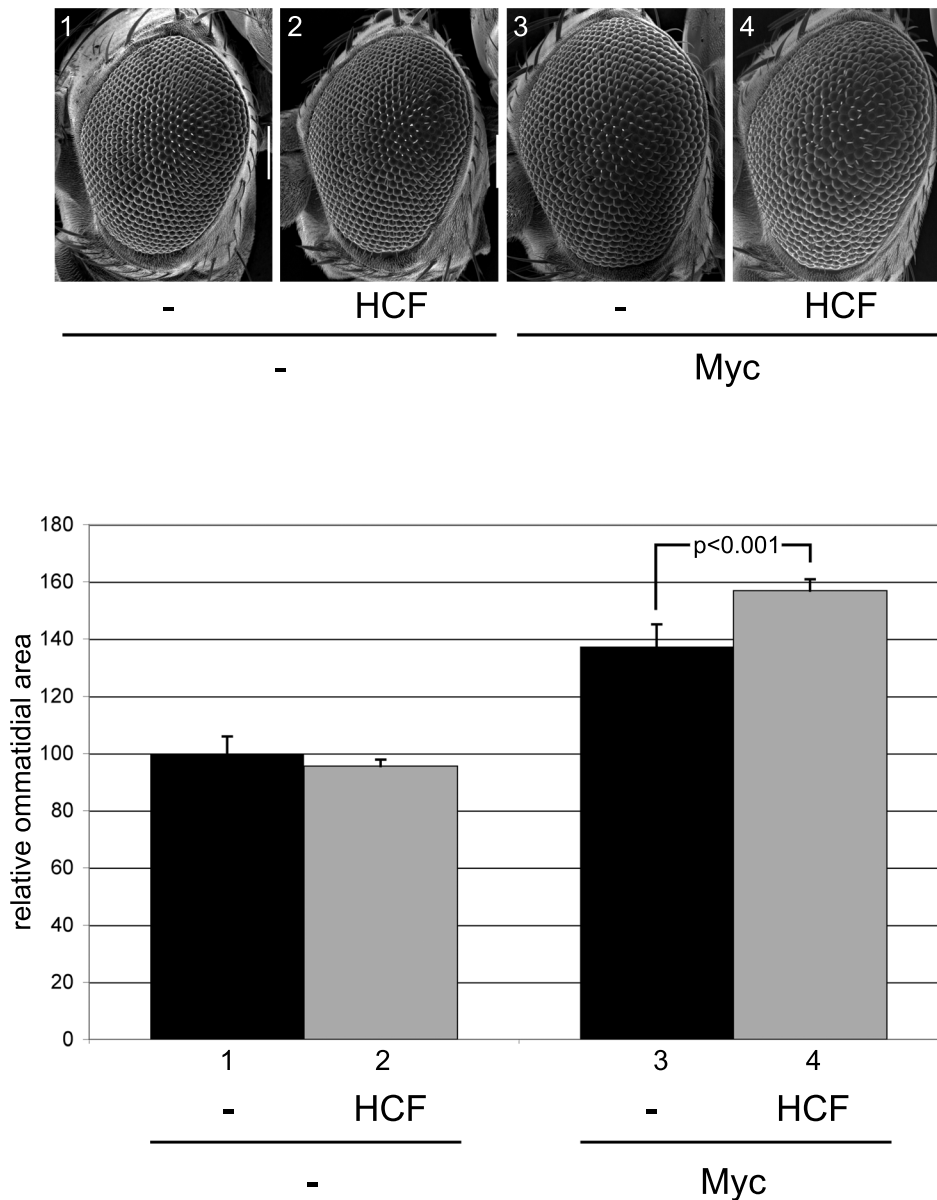 1 2 3 4
- HCF - HCF
- Myc
180
p<0.001
160
140
120
100
80
60
40
20
0
relative ommatidial area
1 2 3 4
- HCF - HCF
- Myc